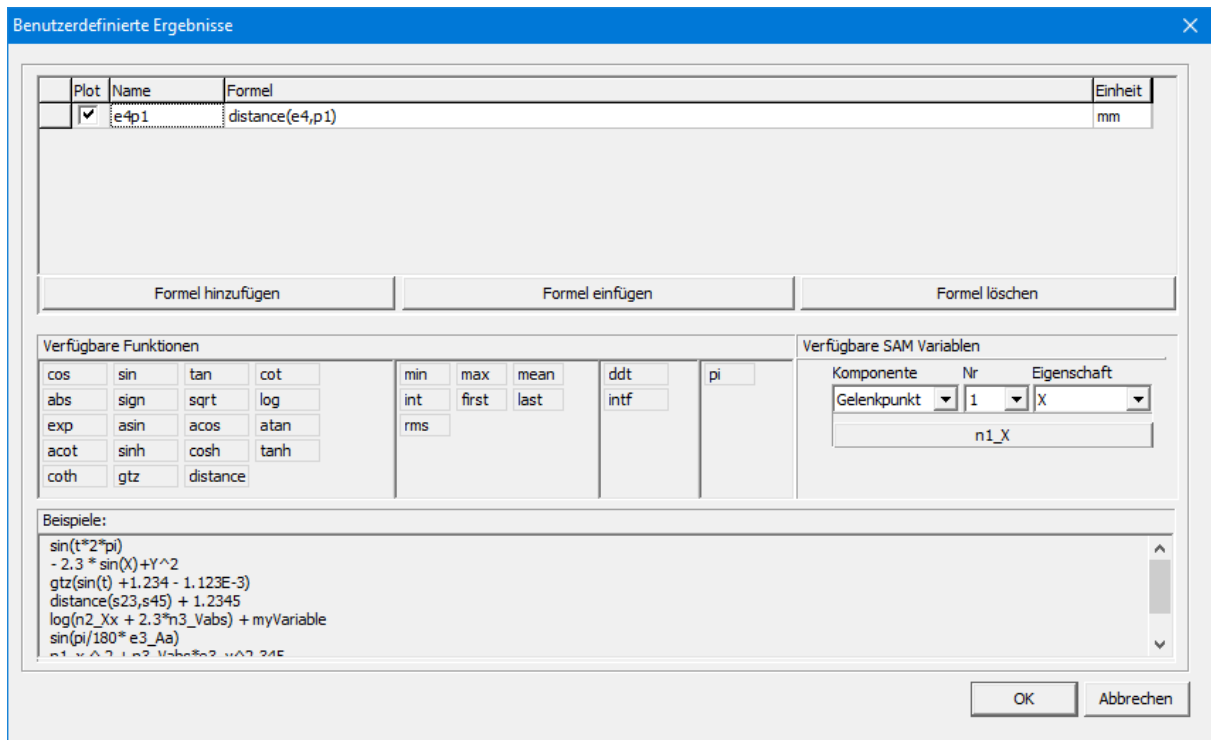 Benutzerdefinierte Ergebnisse
Plot Name Formel Einheit
e4p1 distance(e4,p1) mm
Formel hinzufügen Formel einfügen Formel löschen
Verfügbare Funktionen Verfügbare SAM Variablen
cos sin tan cot min max mean ddt pi Komponente Nr Eigenschaft
abs sign sqrt log int first last intf Gelenkpunkt 1 X
exp asin acos atan rms n1_X
acot sinh cosh tanh
coth gtz distance
Beispiele:
sin(t*2*pi)
- 2.3 * sin(X)+Y^2
gtz(sin(t) +1.234 - 1.123E-3)
distance(s23,s45) + 1.2345
log(n2_Xx + 2.3*n3_Vabs) + myVariable
sin(pi/180* e3_Aa)
OK Abbrechen